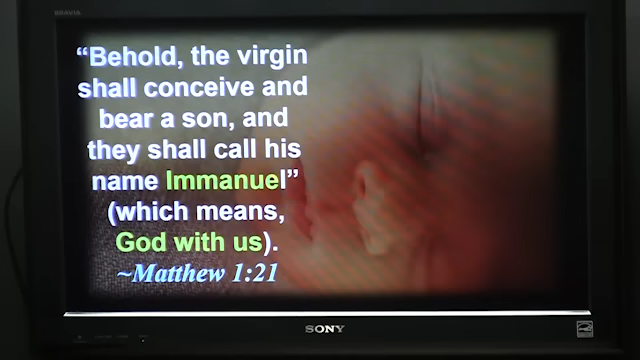 BRAVIA
“Behold, the virgin
shall conceive and
bear a son, and
they shall call his
name Immanuel”
(which means,
God with us).
~Matthew 1:21
SONY